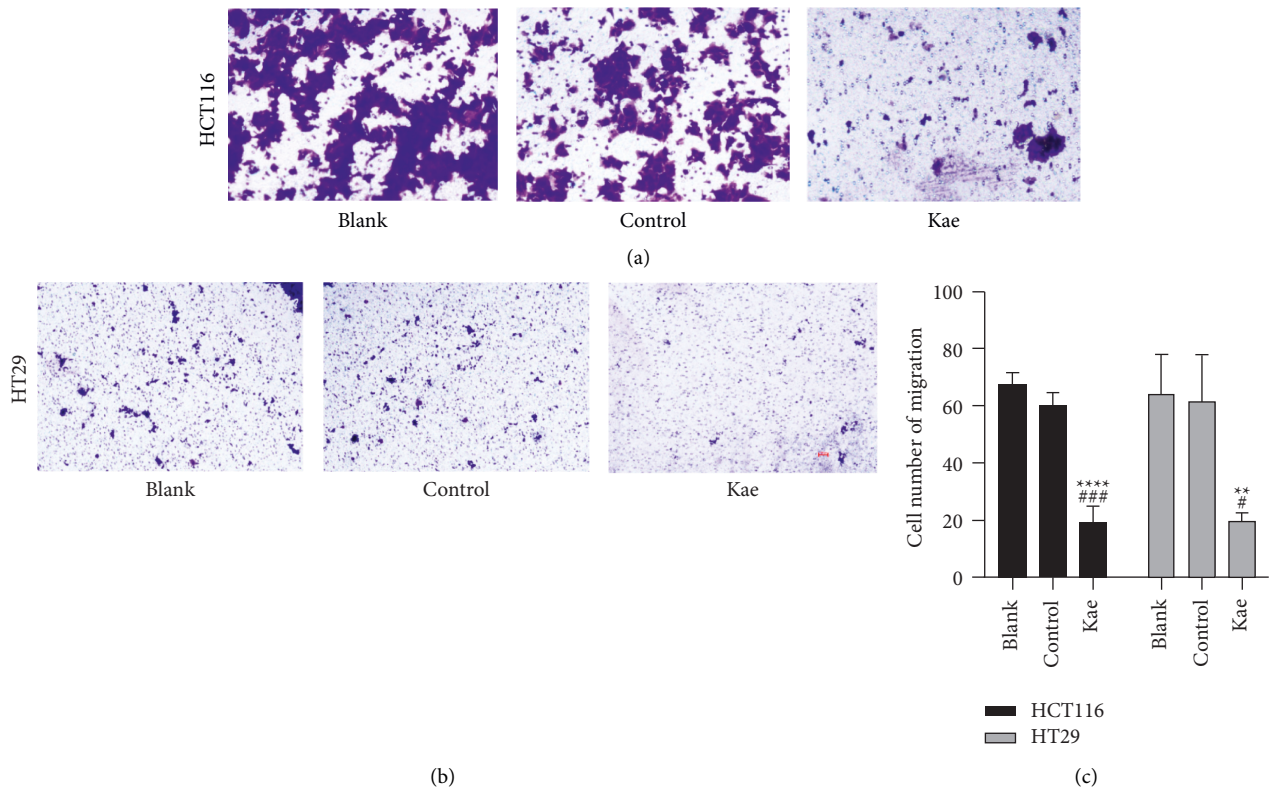 HCT116
Blank
Control
Kae
(a)
HT29
Blank
Control
Kae
(b)
Cell number of migration
100
80
60
40
20
0
****
###
**
#
Blank
Control
Kae
Blank
Control
Kae
HCT116
HT29
(c)